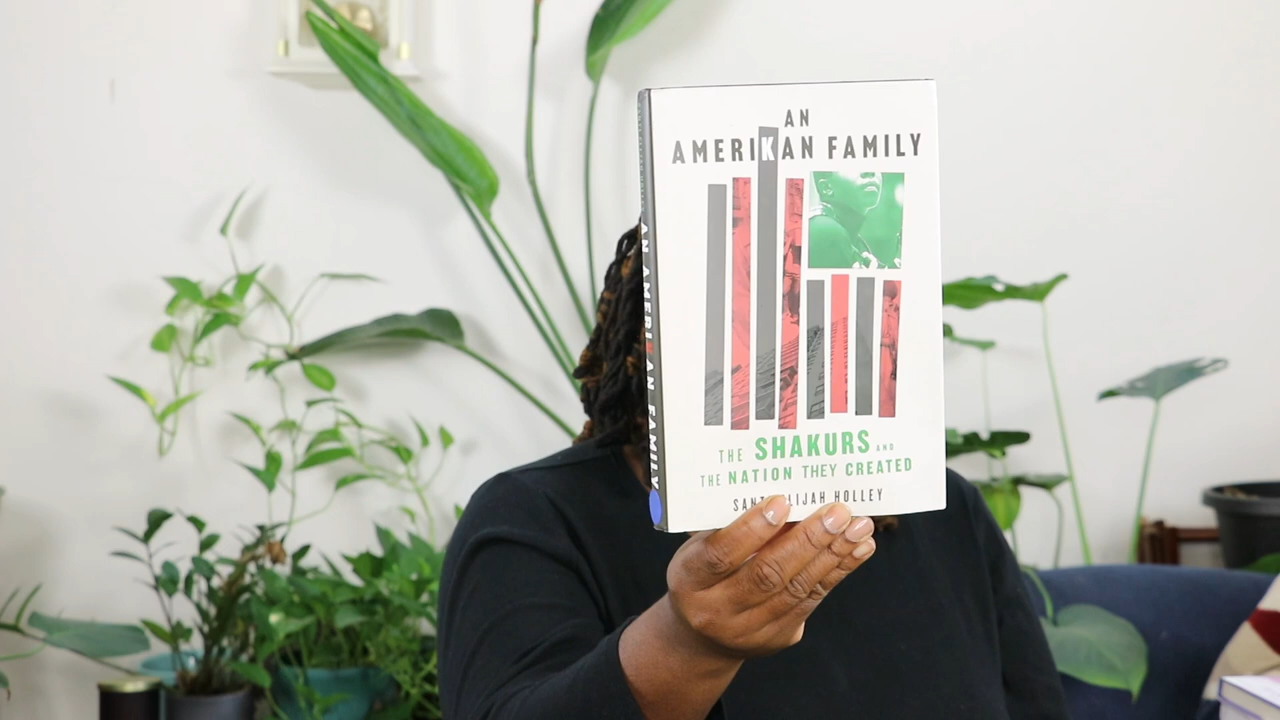 AN
AMERIKAN FAMILY
THE SHAKURS AND
THE NATION THEY CREATED
HOLLEY
AN AMERIKAN FAMILY